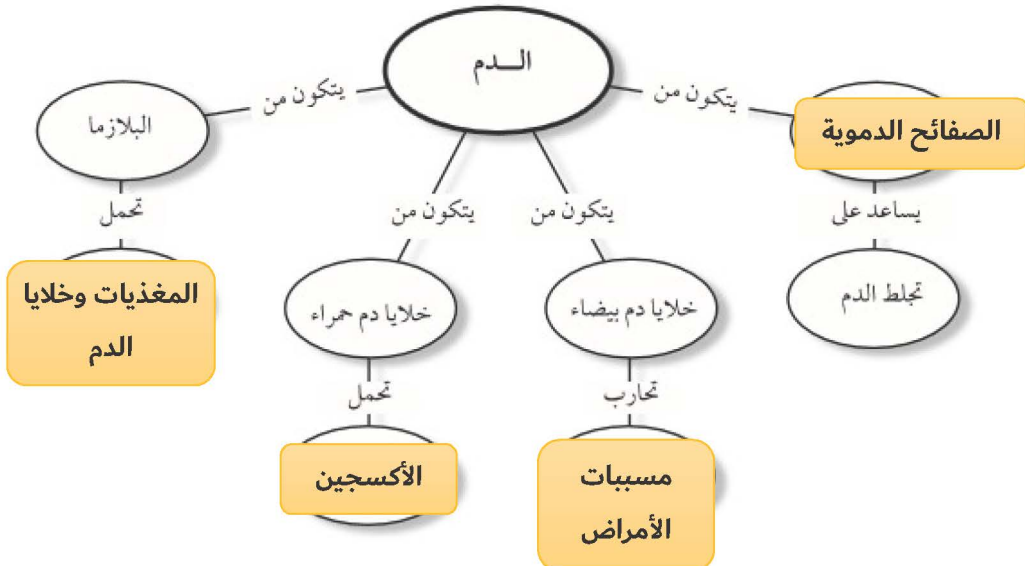 الـــدم
يتكون من
يتكون من
الصفائح الدموية
البلازما
يساعد على
يتكون من
يتكون من
تحمل
تجلط الدم
خلايا دم بيضاء
خلايا دم حمراء
المغذيات وخلايا
الدم
تحارب
تحمل
مسببات
الأمراض
الأكسجين